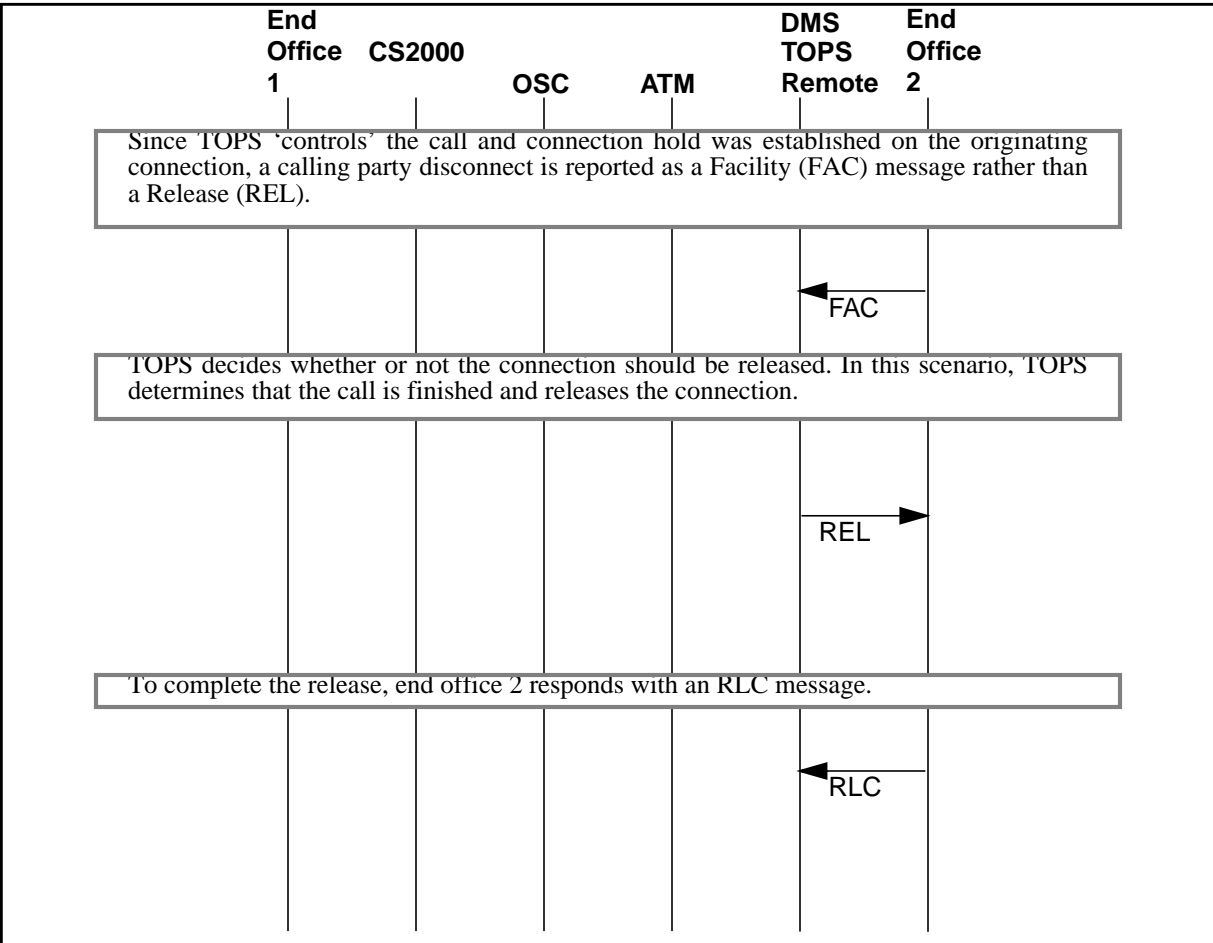 End Office 1
CS2000
OSC
ATM
DMS TOPS Remote
End Office 2
Since TOPS ‘controls’ the call and connection hold was established on the originating
connection, a calling party disconnect is reported as a Facility (FAC) message rather than
a Release (REL).
FAC
TOPS decides whether or not the connection should be released. In this scenario, TOPS
determines that the call is finished and releases the connection.
REL
To complete the release, end office 2 responds with an RLC message.
RLC